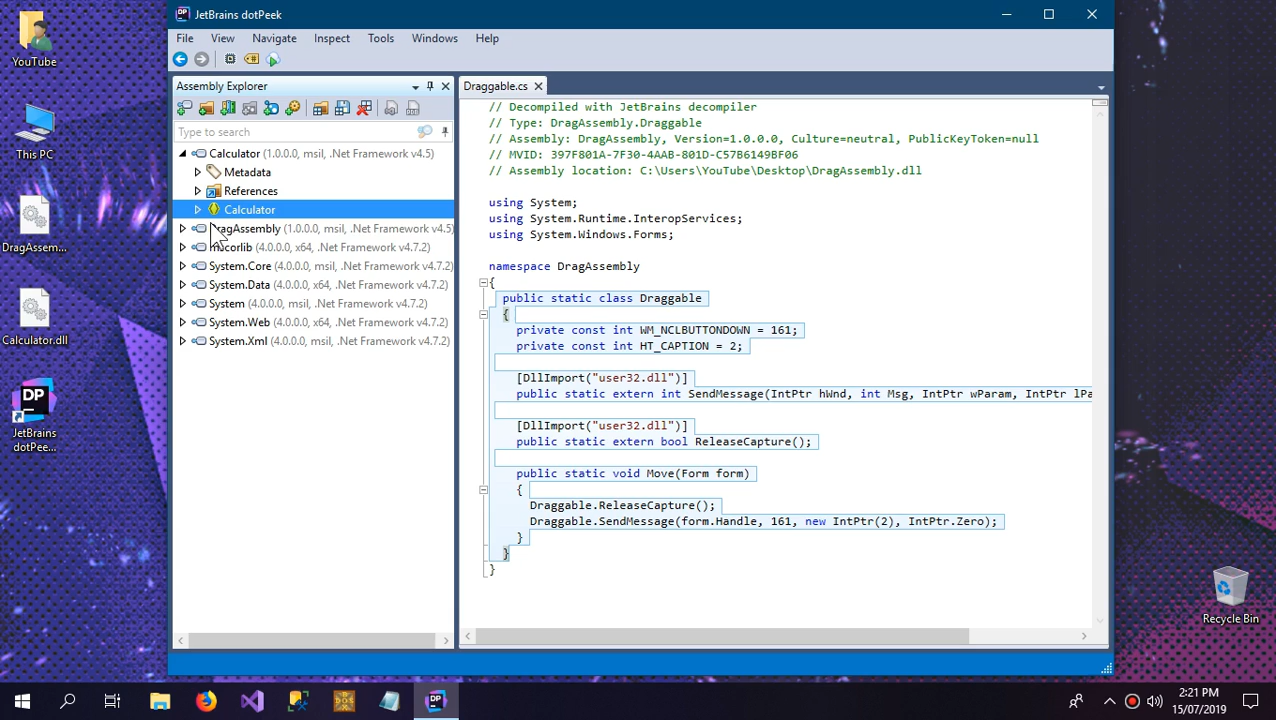 YouTube
This PC
DragAssem...
Calculator.dll
DP
JetBrains
dotPee...
Recycle Bin
JetBrains dotPeek
File View Navigate Inspect Tools Windows Help
Assembly Explorer
Type to search
Calculator (1.0.0.0, msil, .Net Framework v4.5)
Metadata
References
Calculator
DragAssembly (1.0.0.0, msil, .Net Framework v4.5)
mscorlib (4.0.0.0, x64, .Net Framework v4.7.2)
System.Core (4.0.0.0, msil, .Net Framework v4.7.2)
System.Data (4.0.0.0, x64, .Net Framework v4.7.2)
System (4.0.0.0, msil, .Net Framework v4.7.2)
System.Web (4.0.0.0, x64, .Net Framework v4.7.2)
System.Xml (4.0.0.0, msil, .Net Framework v4.7.2)
Draggable.cs
// Decompiled with JetBrains decompiler
// Type: DragAssembly.Draggable
// Assembly: DragAssembly, Version=1.0.0.0, Culture=neutral, PublicKeyToken=null
// MVID: 397F801A-7F30-4AAB-801D-C57B6149BF06
// Assembly location: C:\Users\YouTube\Desktop\DragAssembly.dll
using System;
using System.Runtime.InteropServices;
using System.Windows.Forms;
namespace DragAssembly
{
public static class Draggable
{
private const int WM_NCLBUTTONDOWN = 161;
private const int HT_CAPTION = 2;
[DllImport("user32.dll")]
public static extern int SendMessage(IntPtr hWnd, int Msg, IntPtr wParam, IntPtr lPa
[DllImport("user32.dll")]
public static extern bool ReleaseCapture();
public static void Move(Form form)
{
Draggable.ReleaseCapture();
Draggable.SendMessage(form.Handle, 161, new IntPtr(2), IntPtr.Zero);
}
}
}
DOS
DP
2:21 PM
15/07/2019